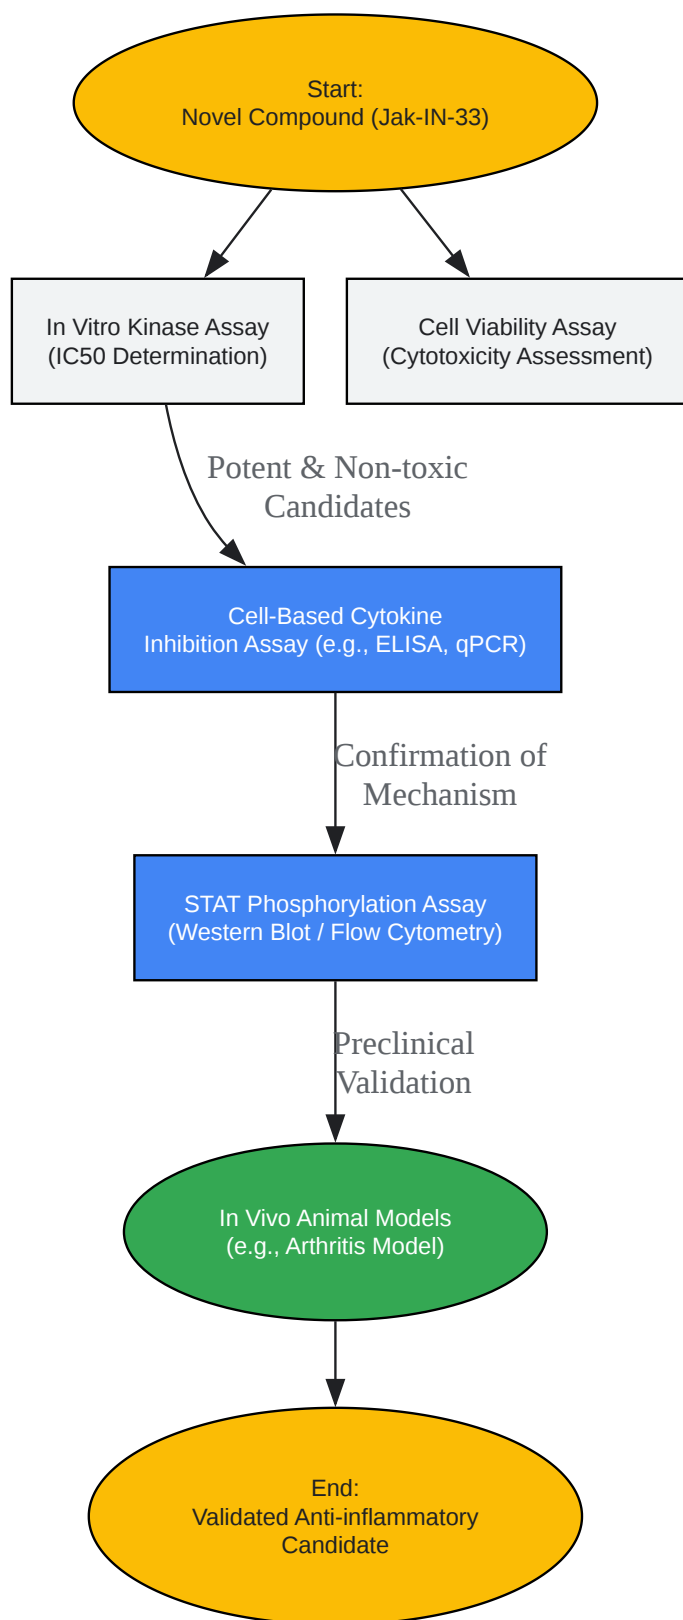 Start:
Novel Compound (Jak-IN-33)
In Vitro Kinase Assay
(IC50 Determination)
Cell Viability Assay
(Cytotoxicity Assessment)
Potent & Non-toxic
Candidates
Cell-Based Cytokine
Inhibition Assay (e.g., ELISA, qPCR)
Confirmation of
Mechanism
STAT Phosphorylation Assay
(Western Blot / Flow Cytometry)
Preclinical
Validation
In Vivo Animal Models
(e.g., Arthritis Model)
End:
Validated Anti-inflammatory
Candidate